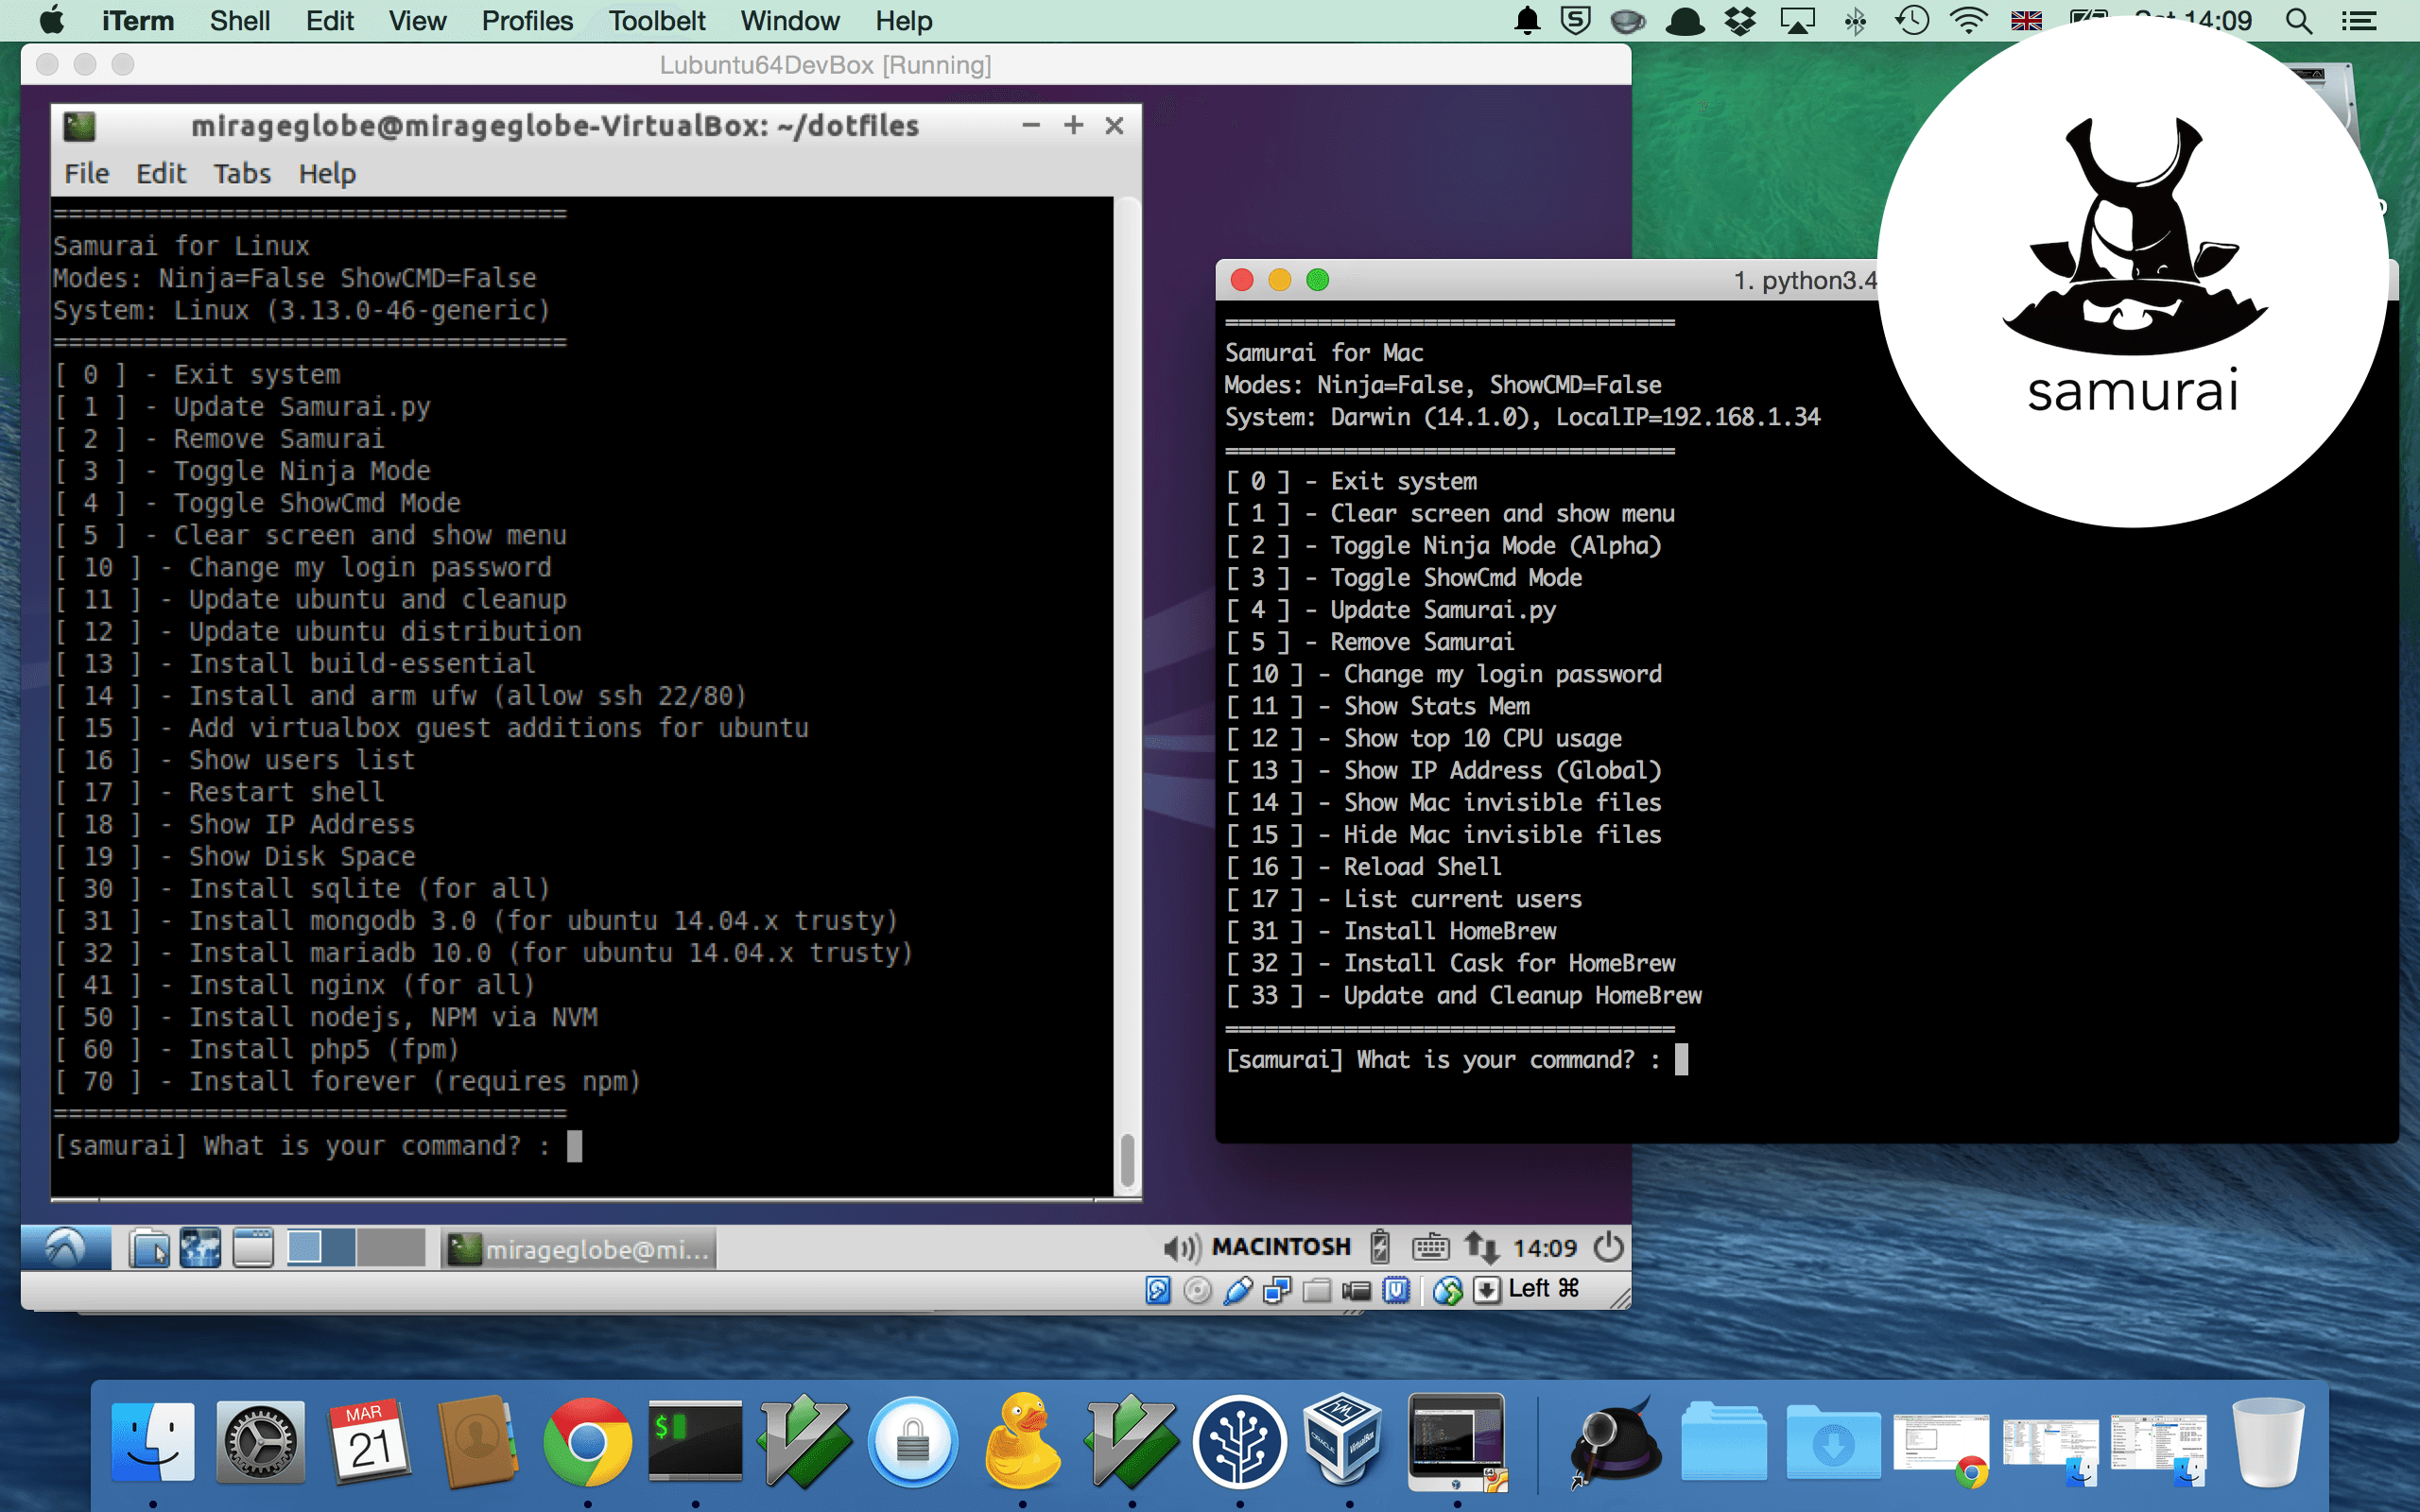 iTerm Shell Edit View Profiles Toolbelt Window Help 14:09
Lubuntu64DevBox [Running]
mirageglobe@mirageglobe-VirtualBox: ~/dotfiles
File Edit Tabs Help
==================================
Samurai for Linux
Modes: Ninja=False ShowCMD=False
System: Linux (3.13.0-46-generic)
==================================
[ 0 ] - Exit system
[ 1 ] - Update Samurai.py
[ 2 ] - Remove Samurai
[ 3 ] - Toggle Ninja Mode
[ 4 ] - Toggle ShowCmd Mode
[ 5 ] - Clear screen and show menu
[ 10 ] - Change my login password
[ 11 ] - Update ubuntu and cleanup
[ 12 ] - Update ubuntu distribution
[ 13 ] - Install build-essential
[ 14 ] - Install and arm ufw (allow ssh 22/80)
[ 15 ] - Add virtualbox guest additions for ubuntu
[ 16 ] - Show users list
[ 17 ] - Restart shell
[ 18 ] - Show IP Address
[ 19 ] - Show Disk Space
[ 30 ] - Install sqlite (for all)
[ 31 ] - Install mongodb 3.0 (for ubuntu 14.04.x trusty)
[ 32 ] - Install mariadb 10.0 (for ubuntu 14.04.x trusty)
[ 41 ] - Install nginx (for all)
[ 50 ] - Install nodejs, NPM via NVM
[ 60 ] - Install php5 (fpm)
[ 70 ] - Install forever (requires npm)
==================================
[samurai] What is your command? :
mirageglobe@mi...
MACINTOSH
14:09
Left ⌘
1. python3.4
==================================
Samurai for Mac
Modes: Ninja=False, ShowCMD=False
System: Darwin (14.1.0), LocalIP=192.168.1.34
==================================
[ 0 ] - Exit system
[ 1 ] - Clear screen and show menu
[ 2 ] - Toggle Ninja Mode (Alpha)
[ 3 ] - Toggle ShowCmd Mode
[ 4 ] - Update Samurai.py
[ 5 ] - Remove Samurai
[ 10 ] - Change my login password
[ 11 ] - Show Stats Mem
[ 12 ] - Show top 10 CPU usage
[ 13 ] - Show IP Address (Global)
[ 14 ] - Show Mac invisible files
[ 15 ] - Hide Mac invisible files
[ 16 ] - Reload Shell
[ 17 ] - List current users
[ 31 ] - Install HomeBrew
[ 32 ] - Install Cask for HomeBrew
[ 33 ] - Update and Cleanup HomeBrew
==================================
[samurai] What is your command? :
samurai
MAR
21
$
ORACLE
VirtualBox